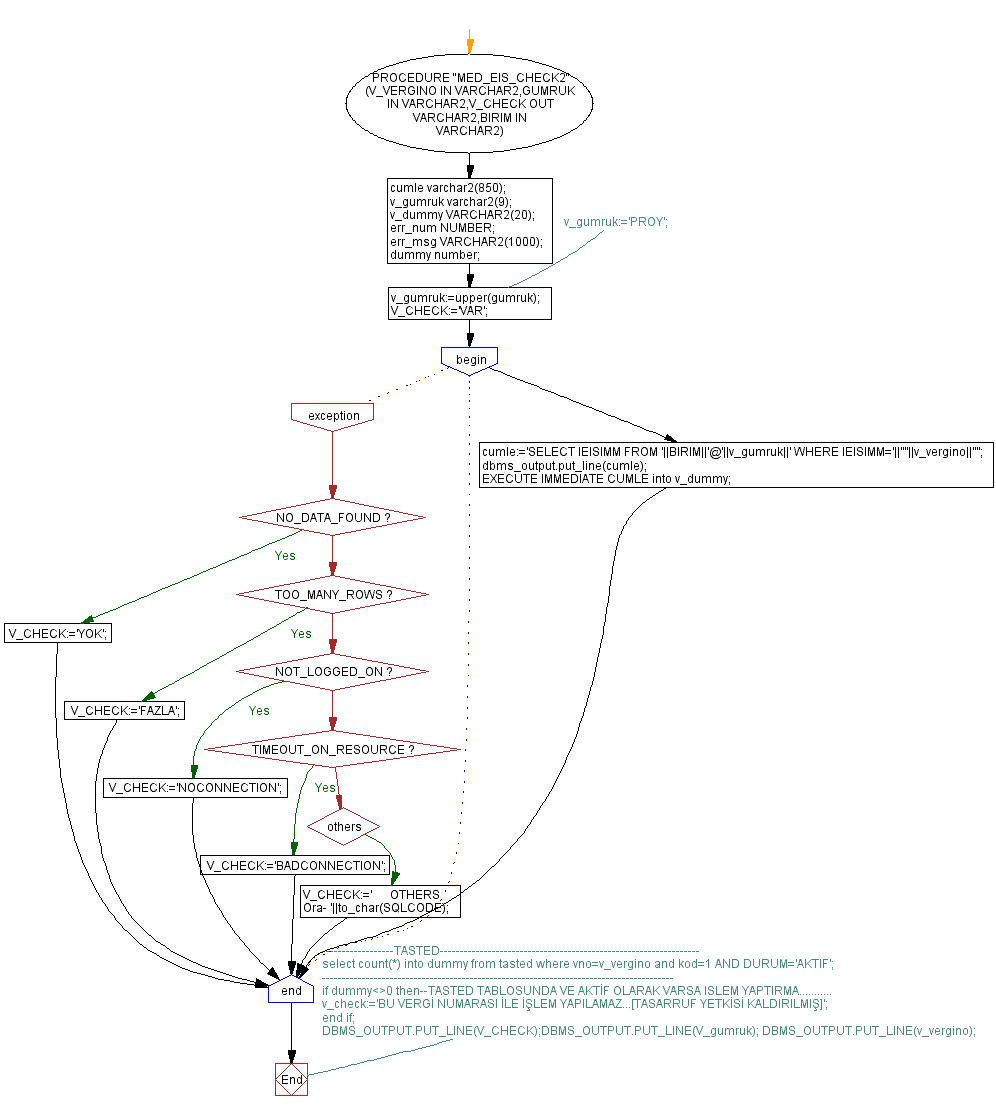 PROCEDURE "MED_EIS_CHECK2"
(V_VERGINO IN VARCHAR2,GUMRUK
IN VARCHAR2,V_CHECK OUT
VARCHAR2,BIRIM IN
VARCHAR2)
cumle varchar2(850);
v_gumruk varchar2(9);
v_dummy VARCHAR2(20);
err_num NUMBER;
err_msg VARCHAR2(1000);
dummy number;
v_gumruk:='PROY';
v_gumruk:=upper(gumruk);
V_CHECK:='VAR';
begin
exception
cumle:='SELECT IEISIMM FROM '||BIRIM||'@'||v_gumruk||' WHERE IEISIMM='||''''||v_vergino||'''';
dbms_output.put_line(cumle);
EXECUTE IMMEDIATE CUMLE into v_dummy;
NO_DATA_FOUND ?
Yes
V_CHECK:='YOK';
TOO_MANY_ROWS ?
Yes
V_CHECK:='FAZLA';
NOT_LOGGED_ON ?
Yes
V_CHECK:='NOCONNECTION';
TIMEOUT_ON_RESOURCE ?
Yes
V_CHECK:='BADCONNECTION';
others
V_CHECK:=' OTHERS, '
Ora- '||to_char(SQLCODE);
end
------------------TASTED------------------------------------------------------------------------
select count(*) into dummy from tasted where vno=v_vergino and kod=1 AND DURUM='AKTIF';
--------------------------------------------------------------------------------------------------
if dummy<>0 then--TASTED TABLOSUNDA VE AKTİF OLARAK VARSA ISLEM YAPTIRMA...........
v_check:='BU VERGİ NUMARASI İLE İŞLEM YAPILAMAZ...[TASARRUF YETKİSİ KALDIRILMIŞ]';
end if;
DBMS_OUTPUT.PUT_LINE(V_CHECK);DBMS_OUTPUT.PUT_LINE(V_gumruk); DBMS_OUTPUT.PUT_LINE(v_vergino);
End